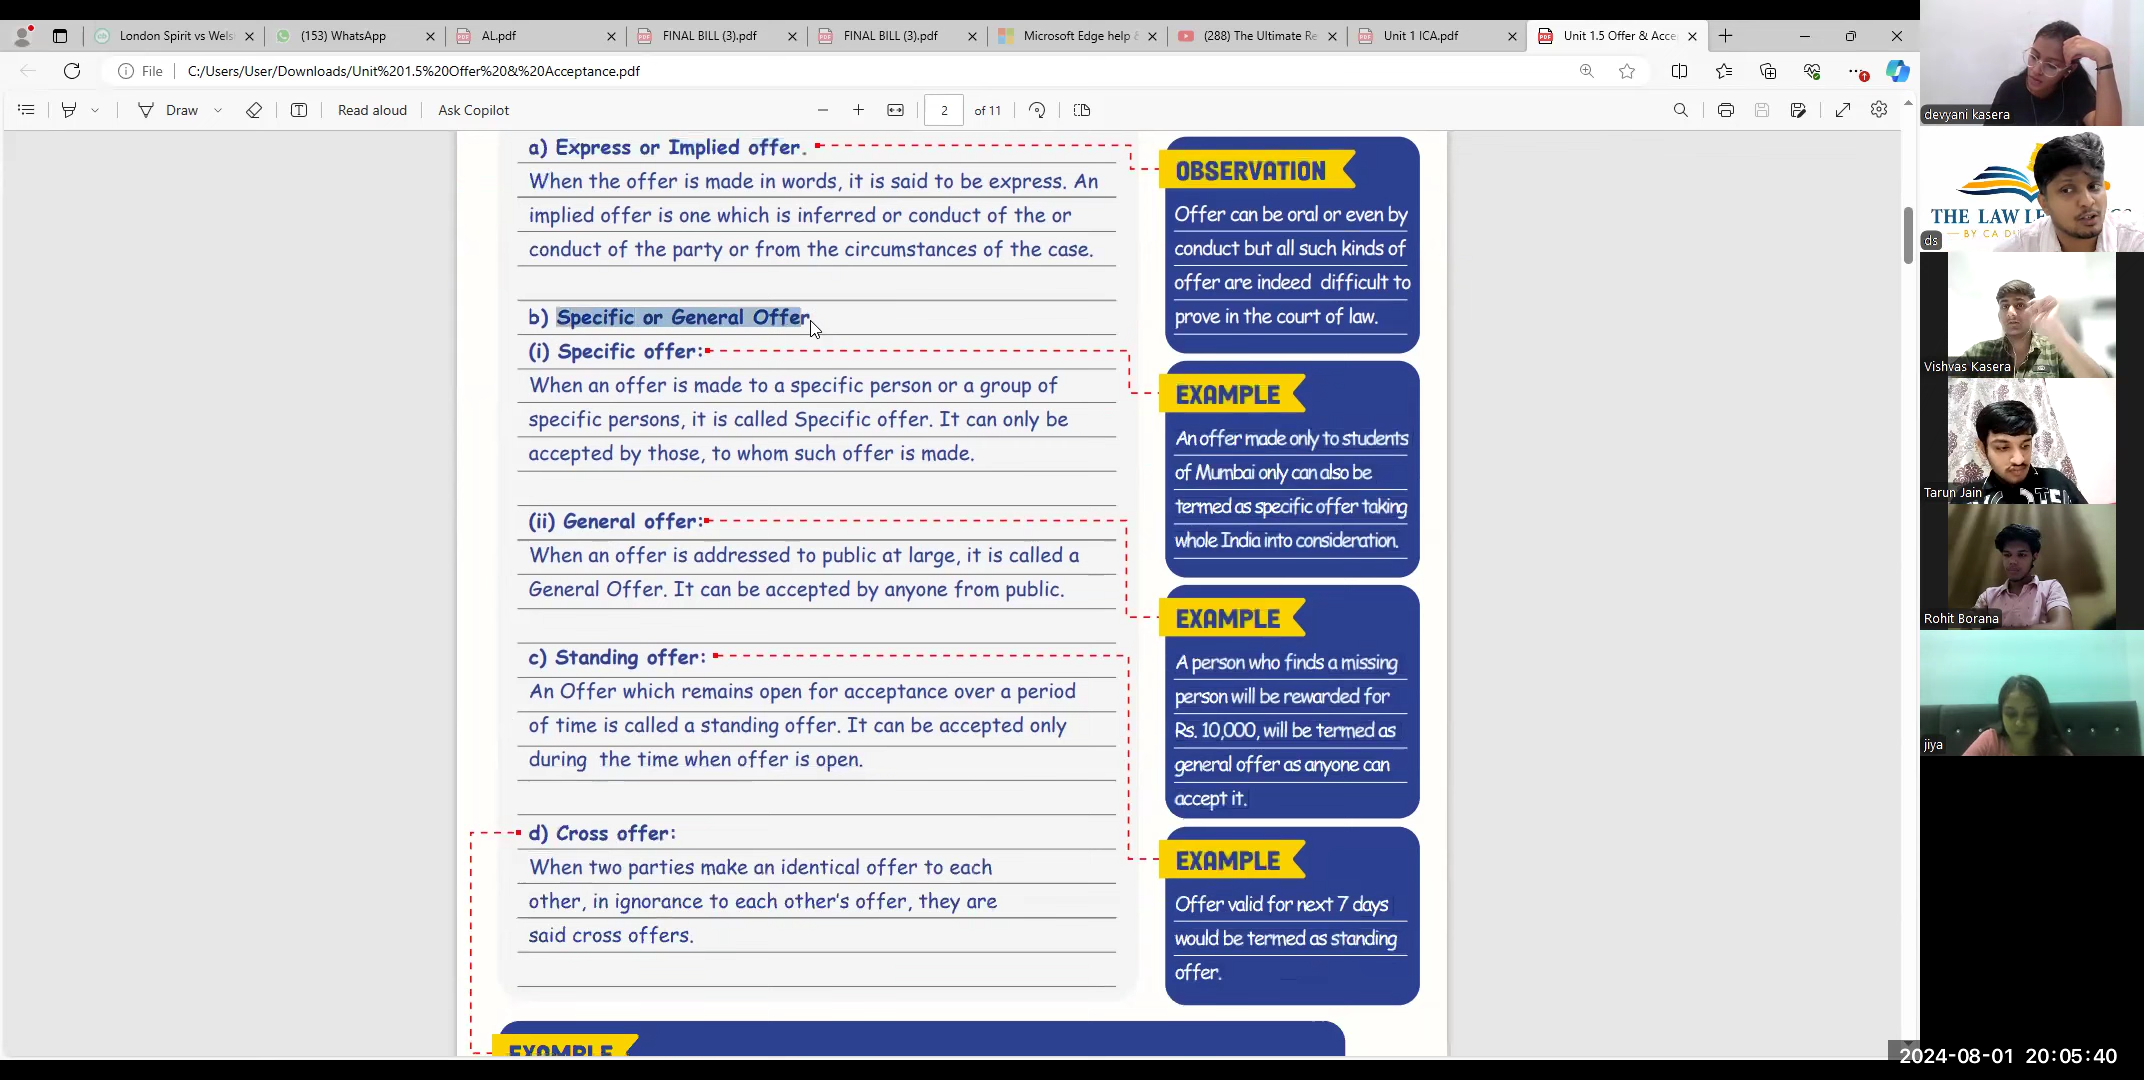 London Spirit vs Wels
(153) WhatsApp
AL.pdf
FINAL BILL (3).pdf
FINAL BILL (3).pdf
Microsoft Edge help &
(288) The Ultimate Re
Unit 1 ICA.pdf
Unit 1.5 Offer & Acce
File
C:/Users/User/Downloads/Unit%201.5%20Offer%20&%20Acceptance.pdf
Draw
Read aloud
Ask Copilot
2
of 11
a) Express or Implied offer.
When the offer is made in words, it is said to be express. An
implied offer is one which is inferred or conduct of the or
conduct of the party or from the circumstances of the case.
b) Specific or General Offer
(i) Specific offer:
When an offer is made to a specific person or a group of
specific persons, it is called Specific offer. It can only be
accepted by those, to whom such offer is made.
(ii) General offer:
When an offer is addressed to public at large, it is called a
General Offer. It can be accepted by anyone from public.
c) Standing offer:
An Offer which remains open for acceptance over a period
of time is called a standing offer. It can be accepted only
during the time when offer is open.
d) Cross offer:
When two parties make an identical offer to each
other, in ignorance to each other's offer, they are
said cross offers.
EXAMPLE
OBSERVATION
Offer can be oral or even by
conduct but all such kinds of
offer are indeed difficult to
prove in the court of law.
EXAMPLE
An offer made only to students
of Mumbai only can also be
termed as specific offer taking
whole India into consideration.
EXAMPLE
A person who finds a missing
person will be rewarded for
Rs. 10,000, will be termed as
general offer as anyone can
accept it.
EXAMPLE
Offer valid for next 7 days
would be termed as standing
offer.
devyani kasera
THE LAW LE
BY CA D
ds
Vishvas Kasera
Tarun Jain
Rohit Borana
jiya
2024-08-01 20:05:40